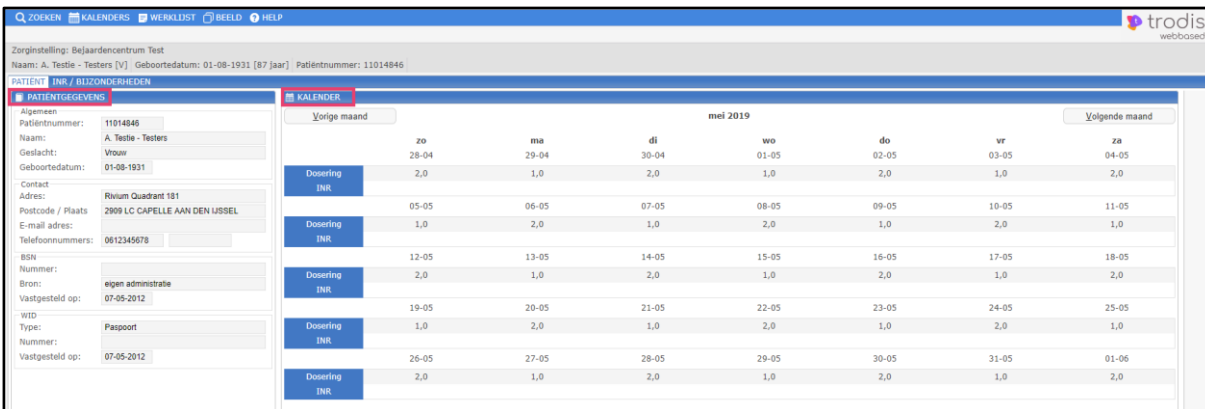 ZOEKEN KALENDERS WERKLIJST BEELD HELP
trodis
webbased
Zorginstelling: Bejaardencentrum Test
Naam: A. Testie - Testers [V] Geboortedatum: 01-08-1931 [87 jaar] Patiëntnummer: 11014846
PATIËNT INR / BIJZONDERHEDEN
PATIËNTGEGEVENS
Algemeen
Patiëntnummer: 11014846
Naam: A. Testie - Testers
Geslacht: Vrouw
Geboortedatum: 01-08-1931
Contact
Adres: Rivium Quadrant 181
Postcode / Plaats 2909 LC CAPELLE AAN DEN IJSSEL
E-mail adres:
Telefoonnummers: 0612345678
BSN
Nummer:
Bron: eigen administratie
Vastgesteld op: 07-05-2012
WID
Type: Paspoort
Nummer:
Vastgesteld op: 07-05-2012
KALENDER
Vorige maand mei 2019 Volgende maand
zo ma di wo do vr za
28-04 29-04 30-04 01-05 02-05 03-05 04-05
Dosering 2,0 1,0 2,0 1,0 2,0 1,0 2,0
INR
05-05 06-05 07-05 08-05 09-05 10-05 11-05
Dosering 1,0 2,0 1,0 2,0 1,0 2,0 1,0
INR
12-05 13-05 14-05 15-05 16-05 17-05 18-05
Dosering 2,0 1,0 2,0 1,0 2,0 1,0 2,0
INR
19-05 20-05 21-05 22-05 23-05 24-05 25-05
Dosering 1,0 2,0 1,0 2,0 1,0 2,0 1,0
INR
26-05 27-05 28-05 29-05 30-05 31-05 01-06
Dosering 2,0 1,0 2,0 1,0 2,0 1,0 2,0
INR